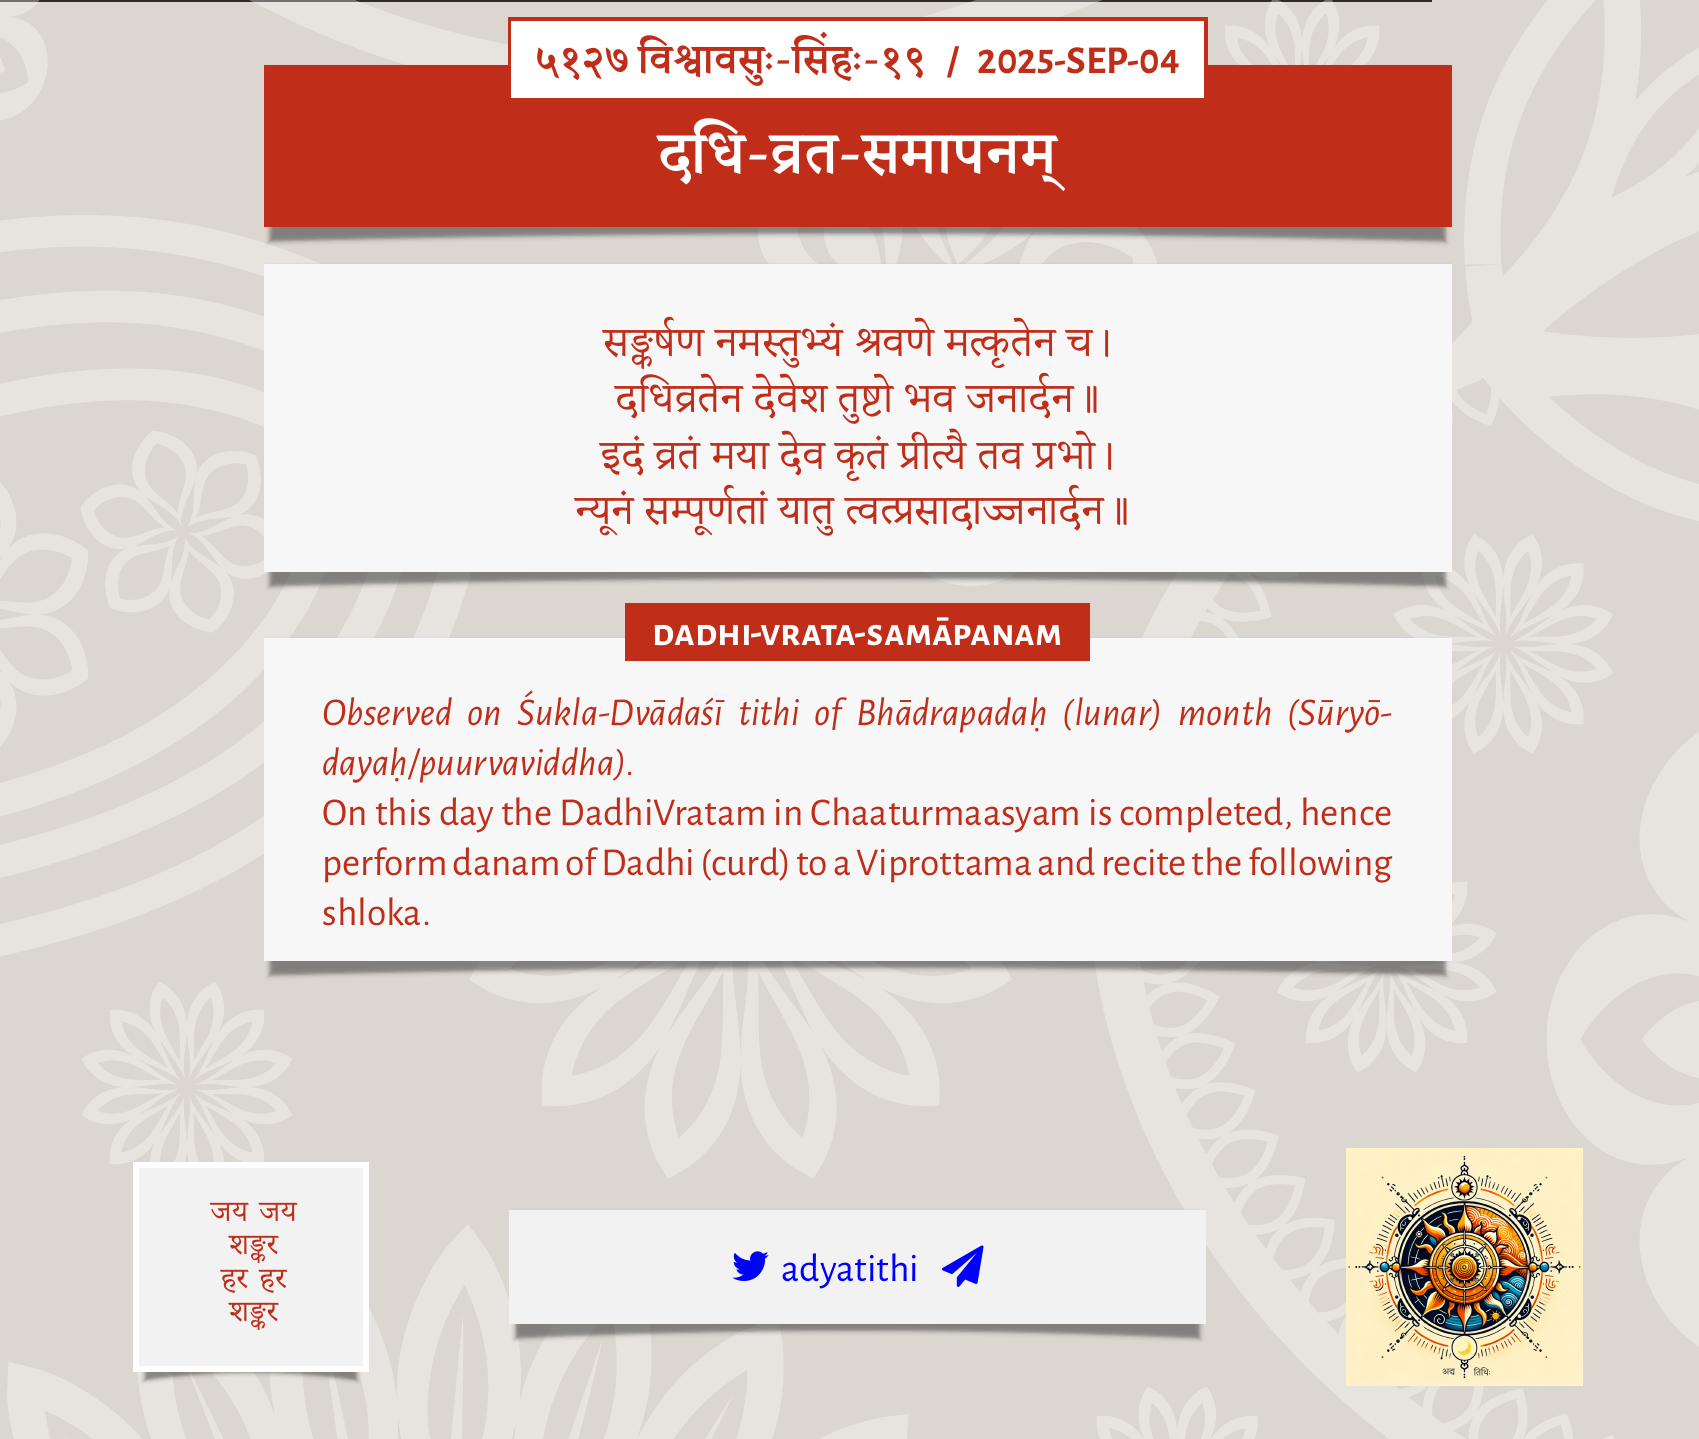 ५१२७ विश्वावसुः-सिंहः-१९ / 2025-SEP-04
दधि-व्रत-समापनम्
सङ्कर्षण नमस्तुभ्यं श्रवणे मत्कृतेन च।
दधिव्रतेन देवेश तुष्टो भव जनार्दन॥
इदं व्रतं मया देव कृतं प्रीत्यै तव प्रभो।
न्यूनं सम्पूर्णतां यातु त्वत्प्रसादाज्जनार्दन॥
DADHI-VRATA-SAMĀPANAM
Observed on Śukla-Dvādaśī tithi of Bhādrapadaḥ (lunar) month (Sūryō-
dayaḥ/puurvaviddha).
On this day the DadhiVratam in Chaaturmaasyam is completed, hence
perform danam of Dadhi (curd) to a Viprottama and recite the following
shloka.
जय जय
शङ्कर
हर हर
शङ्कर
adyatithi
अद्य तिथिः